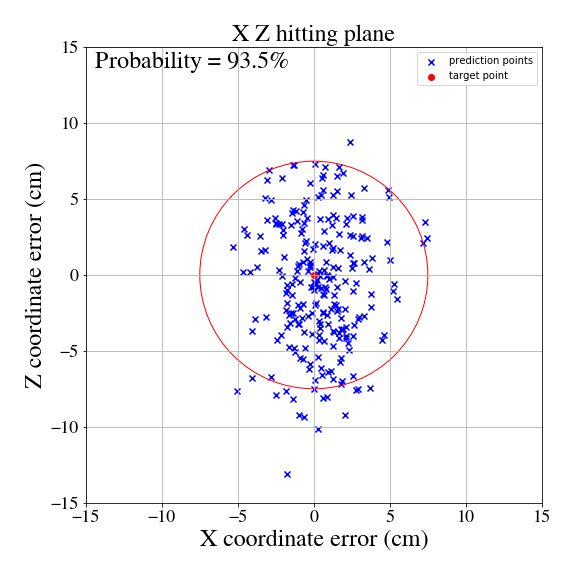 X Z hitting plane
Probability = 93.5%
prediction points
target point
Z coordinate error (cm)
15
10
5
0
−5
−10
−15
−15
−10
−5
0
5
10
15
X coordinate error (cm)